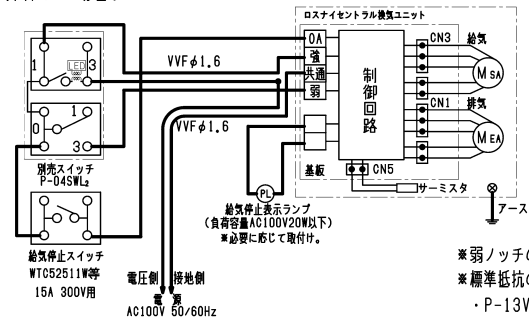 ロスナイセントラル換気ユニット
OA
強
共通
弱
制御回路
基板
CN3
給気
M SA
CN1
排気
M EA
CN5
サーミスタ
アース
1
3
LED
VVFφ1.6
0
1
3
VVFφ1.6
別売スイッチ
P-04SWL₂
PL
給気停止表示ランプ
(負荷容量AC100V20W以下)
※必要に応じて取付け。
給気停止スイッチ
WTC52511W等
15A 300V用
電圧側
接地側
電源
AC100V 50/60Hz
※弱ノッチの
※標準抵抗の
・P-13V